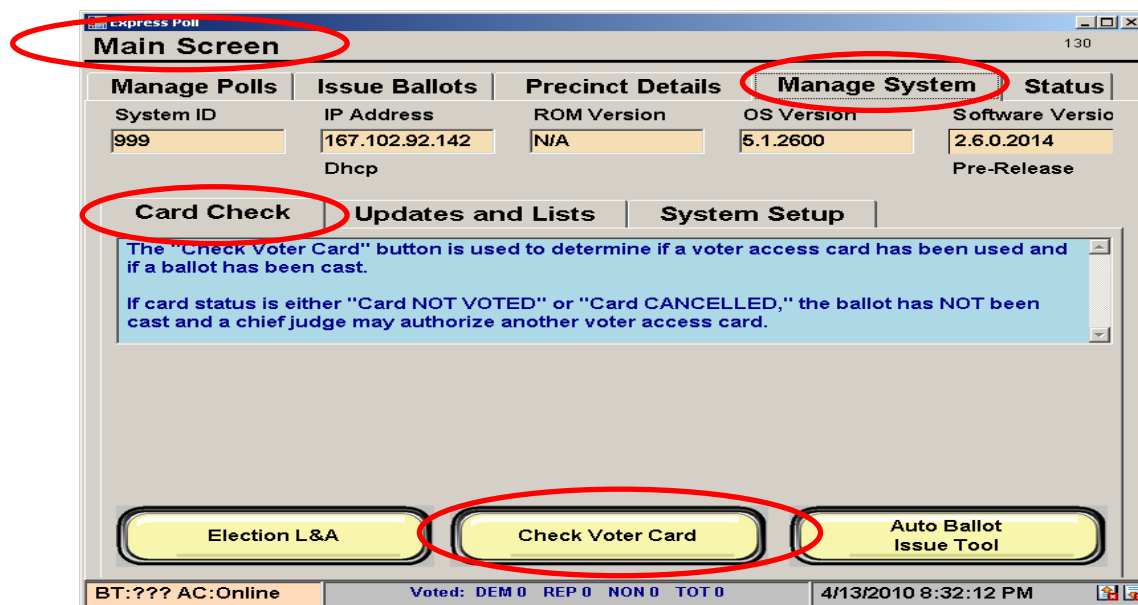 Express Poll
Main Screen
130
Manage Polls Issue Ballots Precinct Details Manage System Status
System ID IP Address ROM Version OS Version Software Versio
999 167.102.92.142 N/A 5.1.2600 2.6.0.2014
Dhcp Pre-Release
Card Check Updates and Lists System Setup
The "Check Voter Card" button is used to determine if a voter access card has been used and
if a ballot has been cast.
If card status is either "Card NOT VOTED" or "Card CANCELLED," the ballot has NOT been
cast and a chief judge may authorize another voter access card.
Election L&A Check Voter Card Auto Ballot
Issue Tool
BT:??? AC:Online Voted: DEM 0 REP 0 NON 0 TOT 0 4/13/2010 8:32:12 PM